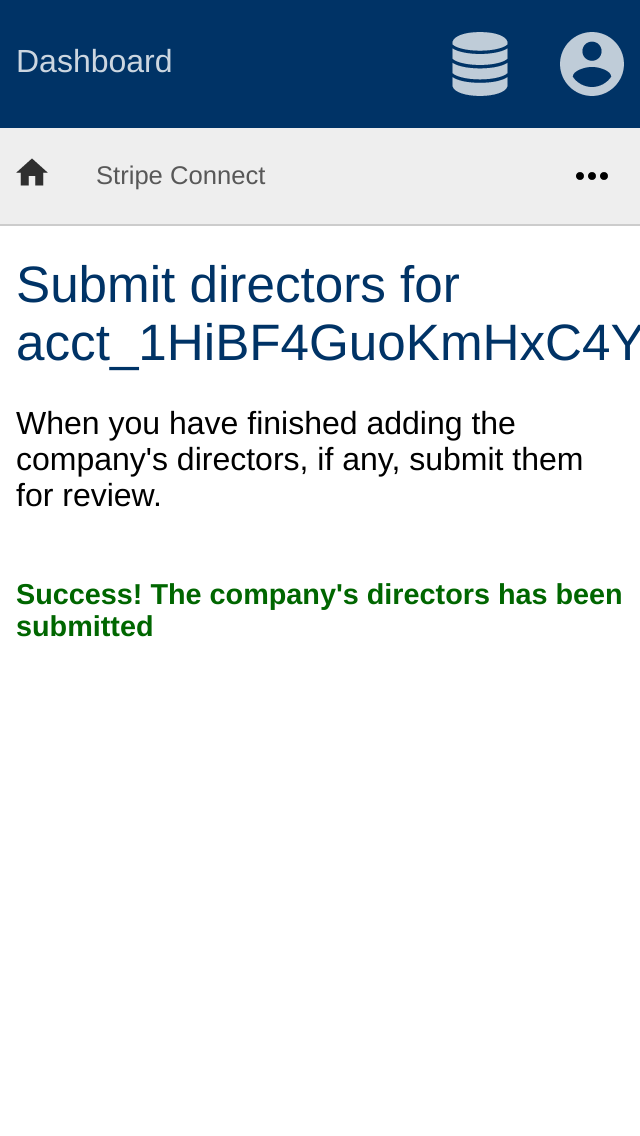 Dashboard
Stripe Connect
Submit directors for
acct_1HiBF4GuoKmHxC4Y
When you have finished adding the
company's directors, if any, submit them
for review.
Success! The company's directors has been
submitted